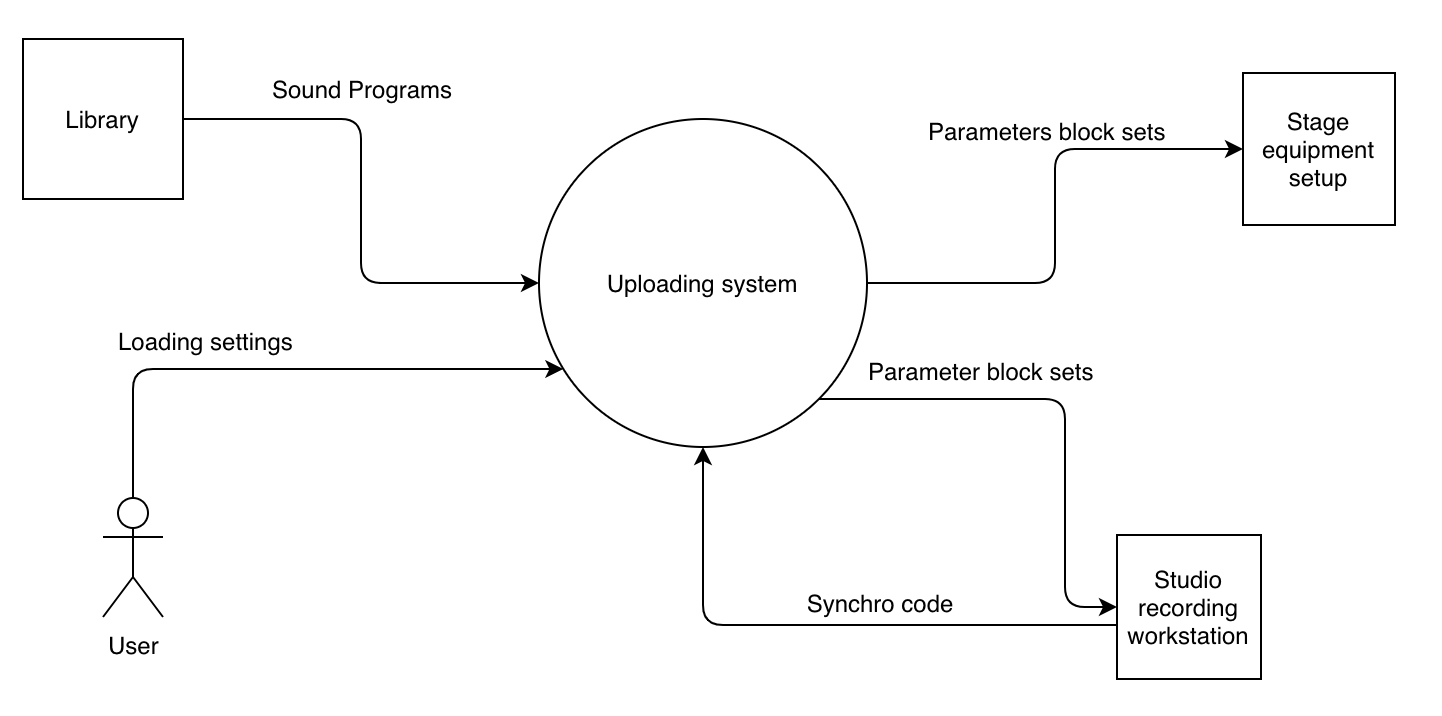 Sound Programs
Library
Parameters block sets
Stage
equipment
setup
Uploading system
Loading settings
Parameter block sets
Synchro code
Studio
recording
workstation
User